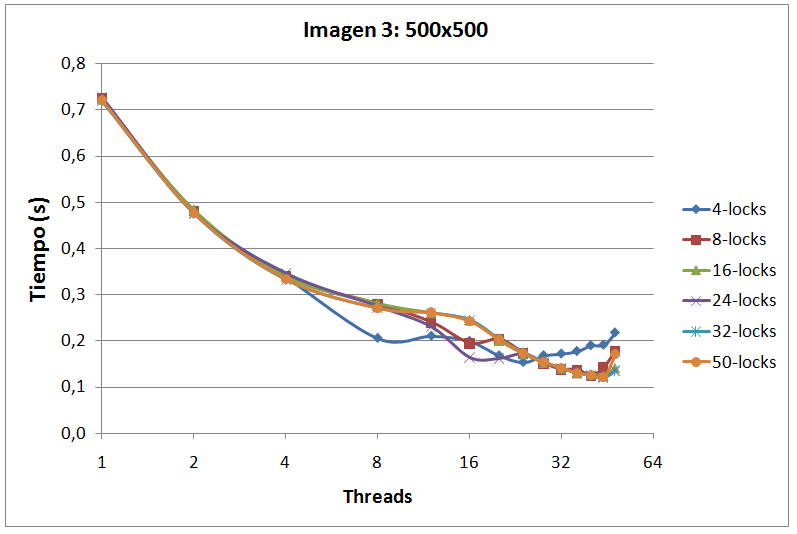 Imagen 3: 500x500
Tiempo (s)
0,8
0,7
0,6
0,5
0,4
0,3
0,2
0,1
0,0
1 2 4 8 16 32 64
Threads
4-locks
8-locks
16-locks
24-locks
32-locks
50-locks